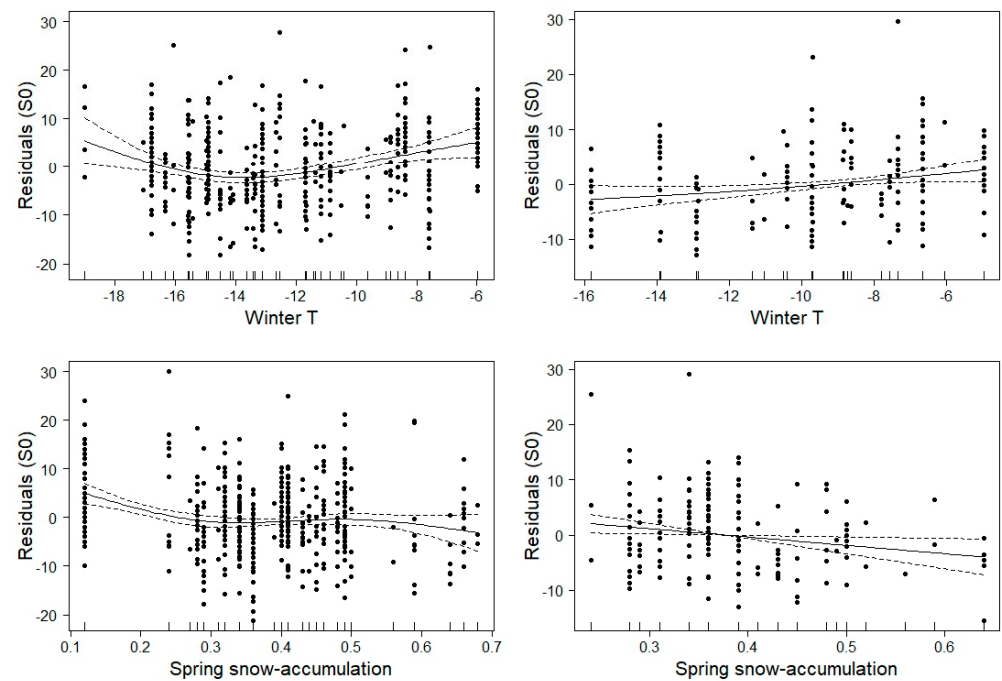 30
20
10
0
-10
-20
Residuals (S0)
-18 -16 -14 -12 -10 -8 -6
Winter T
30
20
10
0
-10
Residuals (S0)
-16 -14 -12 -10 -8 -6
Winter T
30
20
10
0
-10
-20
Residuals (S0)
0.1 0.2 0.3 0.4 0.5 0.6 0.7
Spring snow-accumulation
30
20
10
0
-10
Residuals (S0)
0.3 0.4 0.5 0.6
Spring snow-accumulation